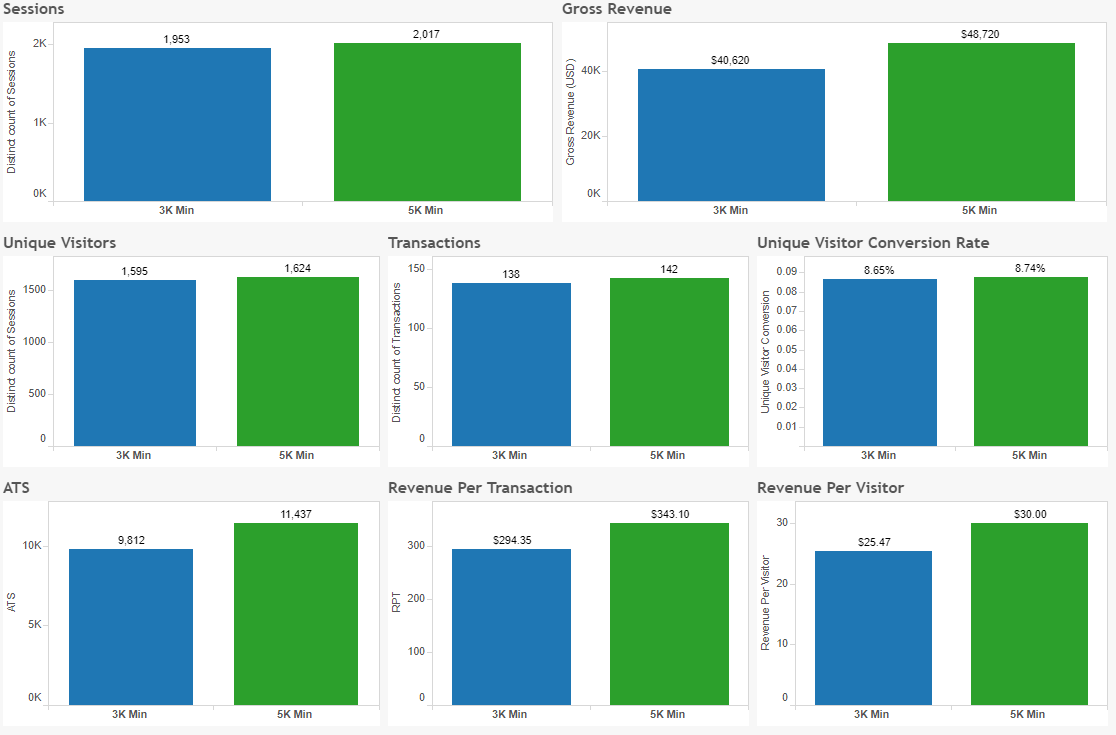 Sessions
Distinct count of Sessions
2K
1K
0K
1,953
2,017
3K Min
5K Min
Gross Revenue
Gross Revenue (USD)
40K
20K
0K
$40,620
$48,720
3K Min
5K Min
Unique Visitors
Distinct count of Sessions
1500
1000
500
0
1,595
1,624
3K Min
5K Min
Transactions
Distinct count of Transactions
150
100
50
0
138
142
3K Min
5K Min
Unique Visitor Conversion Rate
Unique Visitor Conversion
0.09
0.08
0.07
0.06
0.05
0.04
0.03
0.02
0.01
8.65%
8.74%
3K Min
5K Min
ATS
ATS
10K
5K
0K
9,812
11,437
3K Min
5K Min
Revenue Per Transaction
RPT
300
200
100
0
$294.35
$343.10
3K Min
5K Min
Revenue Per Visitor
Revenue Per Visitor
30
20
10
0
$25.47
$30.00
3K Min
5K Min